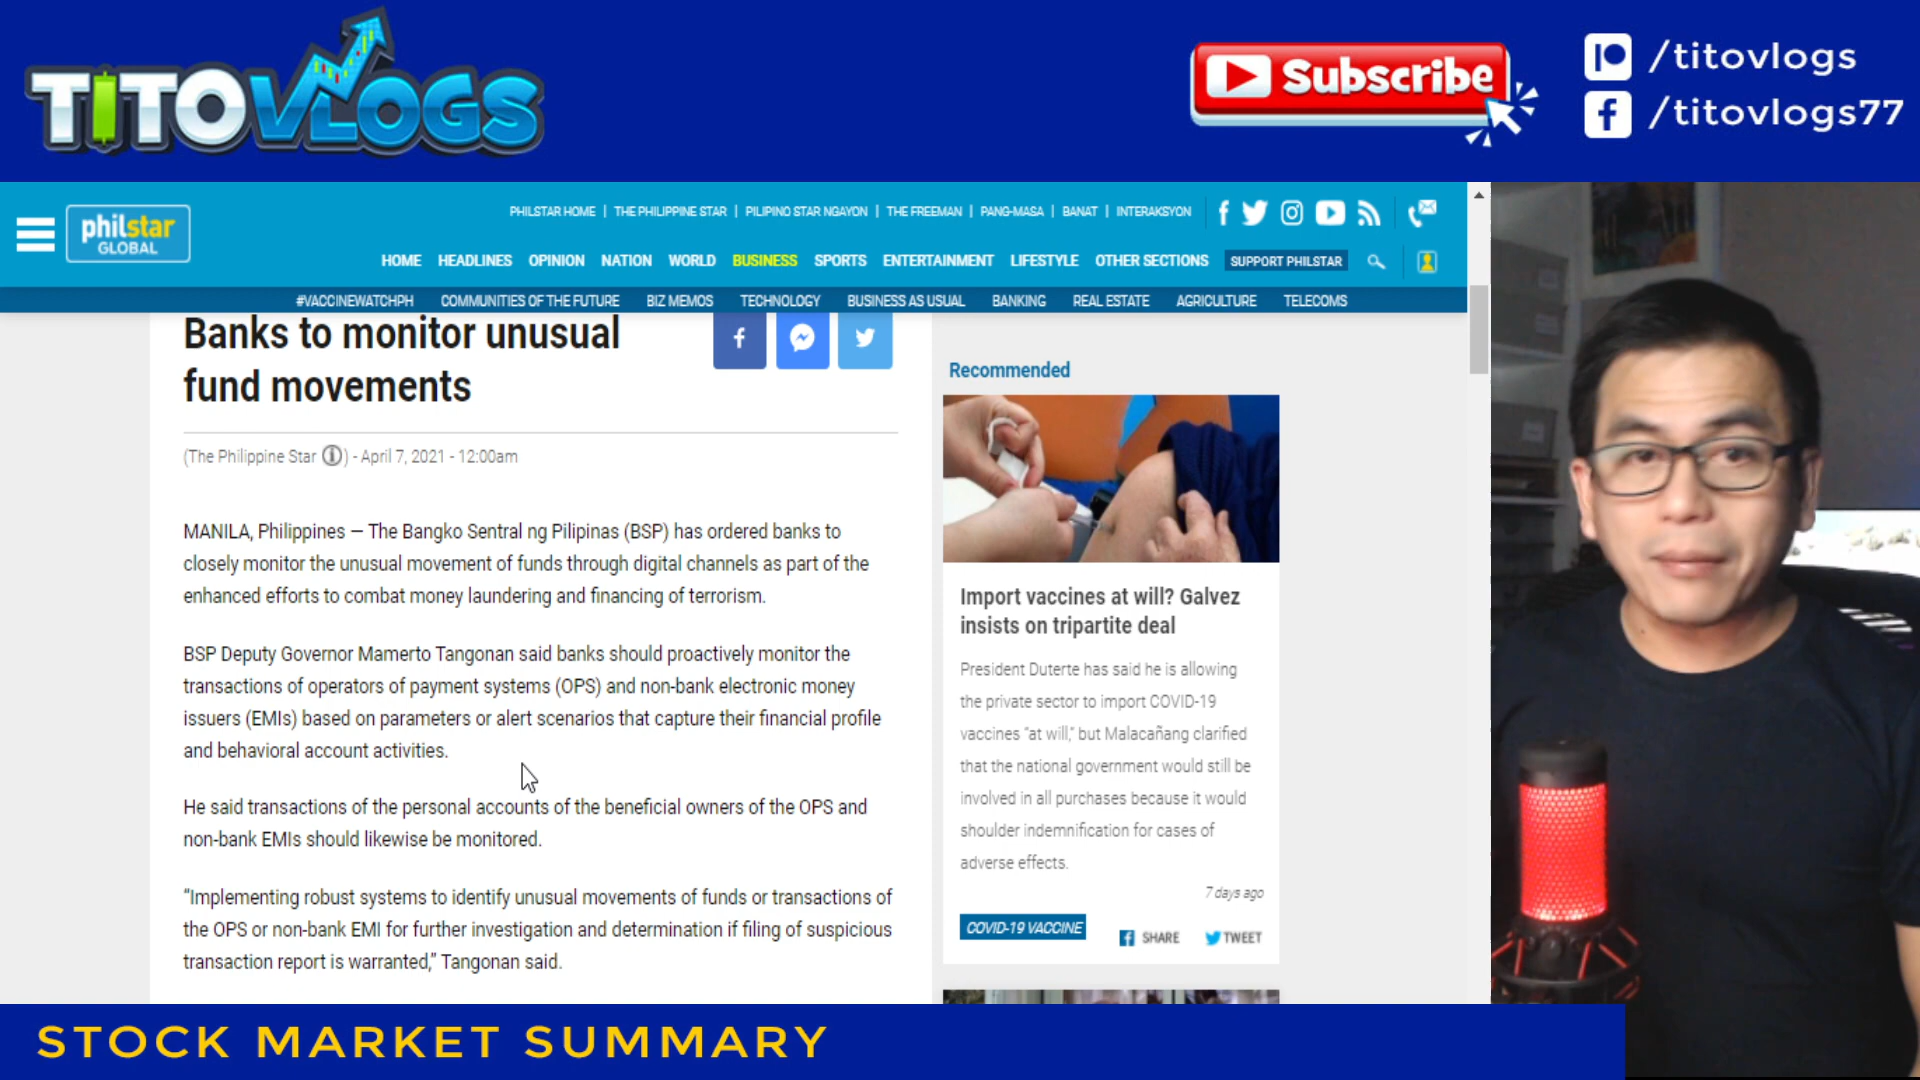 TITOVLOGS
Subscribe
/titovlogs
/titovlogs77
philstar
GLOBAL
PHILSTAR HOME | THE PHILIPPINE STAR | PILIPINO STAR NGAYON | THE FREEMAN | PANG-MASA | BANAT | INTERAKSYON
HOME HEADLINES OPINION NATION WORLD BUSINESS SPORTS ENTERTAINMENT LIFESTYLE OTHER SECTIONS SUPPORT PHILSTAR
#VACCINEWATCHPH COMMUNITIES OF THE FUTURE BIZ MEMOS TECHNOLOGY BUSINESS AS USUAL BANKING REAL ESTATE AGRICULTURE TELECOMS
Banks to monitor unusual
fund movements
(The Philippine Star ) - April 7, 2021 - 12:00am
MANILA, Philippines — The Bangko Sentral ng Pilipinas (BSP) has ordered banks to
closely monitor the unusual movement of funds through digital channels as part of the
enhanced efforts to combat money laundering and financing of terrorism.
BSP Deputy Governor Mamerto Tangonan said banks should proactively monitor the
transactions of operators of payment systems (OPS) and non-bank electronic money
issuers (EMIs) based on parameters or alert scenarios that capture their financial profile
and behavioral account activities.
He said transactions of the personal accounts of the beneficial owners of the OPS and
non-bank EMIs should likewise be monitored.
“Implementing robust systems to identify unusual movements of funds or transactions of
the OPS or non-bank EMI for further investigation and determination if filing of suspicious
transaction report is warranted,” Tangonan said.
Recommended
Import vaccines at will? Galvez
insists on tripartite deal
President Duterte has said he is allowing
the private sector to import COVID-19
vaccines “at will,” but Malacañang clarified
that the national government would still be
involved in all purchases because it would
shoulder indemnification for cases of
adverse effects.
7 days ago
COVID-19 VACCINE
SHARE TWEET
STOCK MARKET SUMMARY